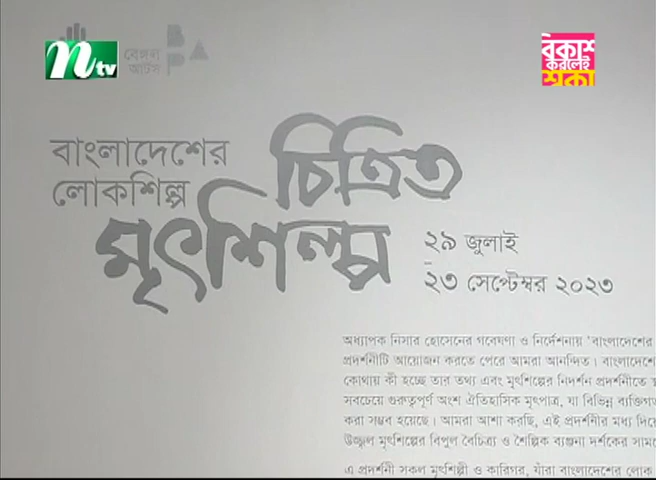 ntv
বেঙ্গল
আর্টস
B A P
বিকাশ
করলেই
বাংলাদেশের
লোকশিল্প
চিত্রিত
মৃৎশিল্প
২৯ জুলাই
-
২৩ সেপ্টেম্বর ২০২৩
অধ্যাপক নিসার হোসেনের গবেষণা ও নির্দেশনায় 'বাংলাদেশের
প্রদর্শনীটি আয়োজন করতে পেরে আমরা আনন্দিত। বাংলাদেশে
কোথায় কী হচ্ছে তার তথ্য এবং মৃৎশিল্পের নিদর্শন প্রদর্শনীতে
সবচেয়ে গুরুত্বপূর্ণ অংশ ঐতিহাসিক মৃৎপাত্র, যা বিভিন্ন ব্যক্তিগত
করা সম্ভব হয়েছে। আমরা আশা করছি, এই প্রদর্শনীর মধ্য দিয়ে
উজ্জ্বল মৃৎশিল্পের বিপুল বৈচিত্র্য ও শৈল্পিক ব্যঞ্জনা দর্শকের সাম
এ প্রদর্শনী সকল মৃৎশিল্পী ও কারিগর, যাঁরা বাংলাদেশের লোক